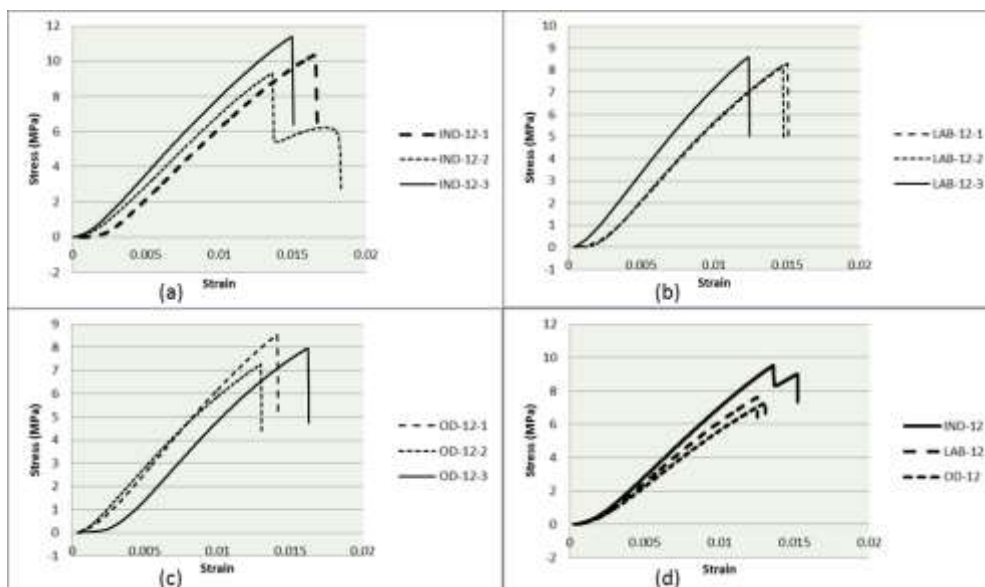 12
10
8
6
4
2
0
2
Stress (MPa)
0
0.005
0.01
0.015
0.02
Strain
IND-12-1
IND-12-2
IND-12-3
(a)
10
9
8
7
6
5
4
3
2
1
0
-1
Stress (MPa)
0
0.005
0.01
0.015
0.02
Strain
LAB-12-1
LAB-12-2
LAB-12-3
(b)
9
8
7
6
5
4
3
2
1
0
1
Stress (MPa)
0
0.005
0.01
0.015
0.02
Strain
OD-12-1
OD-12-2
OD-12-3
(c)
12
10
8
6
4
2
0
-2
Stress (MPa)
0
0.005
0.01
0.015
0.02
Strain
IND-12
LAB-12
OD-12
(d)